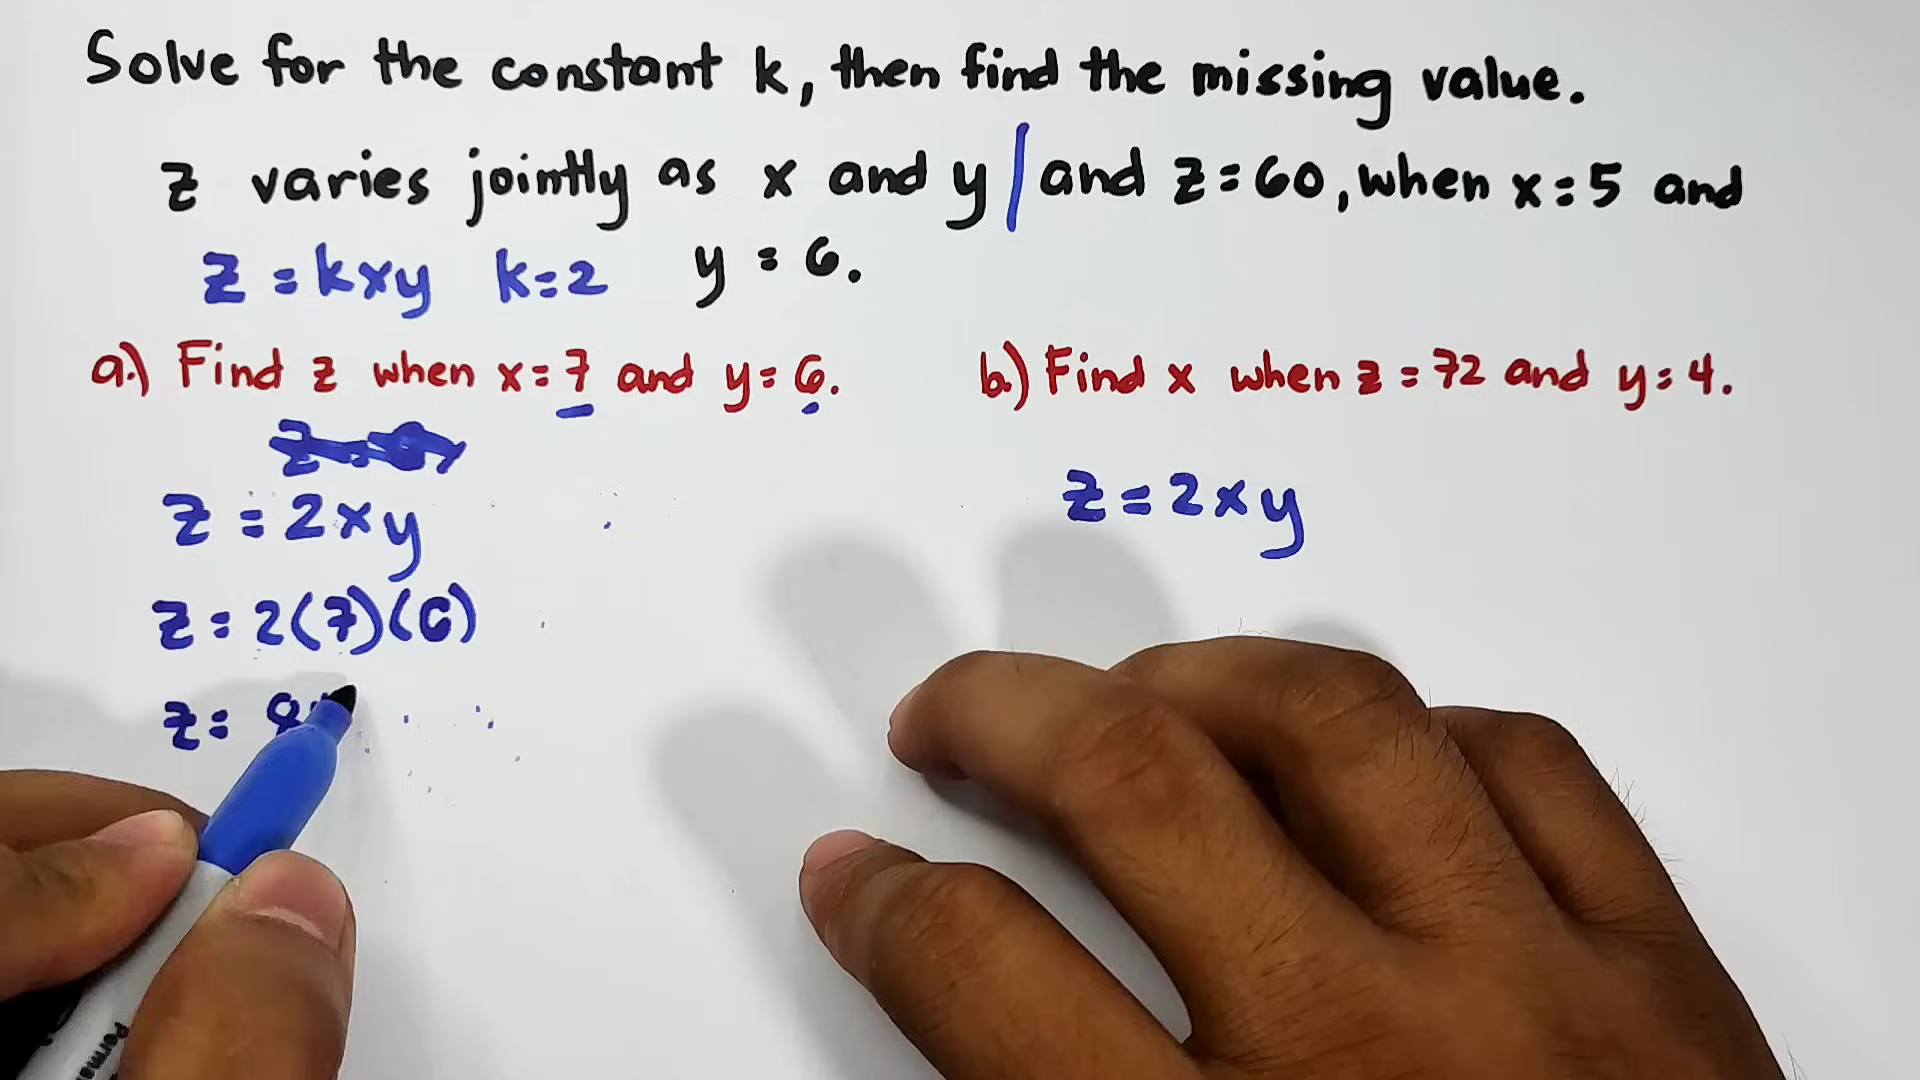 Solve for the constant k, then find the missing value.
z varies jointly as x and y | and z = 60, when x = 5 and
y = 6.
z = kxy k = 2
a.) Find z when x = 7 and y = 6.
b.) Find x when z = 72 and y = 4.
z = 2xy
z = 2(7)(6)
z =
z = 2xy